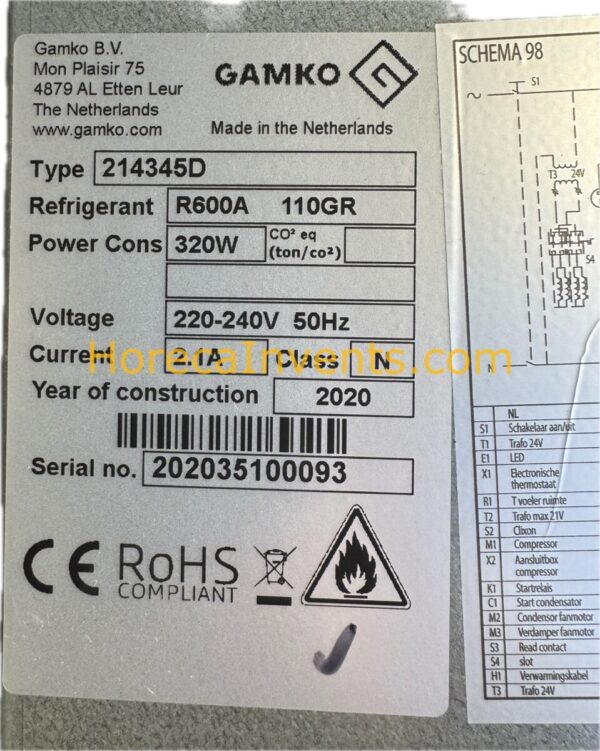 Gamko B.V.
Mon Plaisir 75
4879 AL Etten Leur
The Netherlands
www.gamko.com
GAMKO
Made in the Netherlands
Type 214345D
Refrigerant R600A 110GR
Power Cons 320W CO² eq (ton/co²)
Voltage 220-240V 50Hz
Current Class N
Year of construction 2020
Serial no. 202035100093
CE RoHS
COMPLIANT
HorecaInvents.com
SCHEMA 98
S1
T3 24V
S4
N
NL
S1 Schakelaar aan/uit
T1 Trafo 24V
E1 LED
X1 Electronische
thermostaat
R1 T voeler ruimte
T2 Trafo max 21V
S2 Clixon
M1 Compressor
X2 Aansluitbox
compressor
K1 Startrelais
C1 Start condensator
M2 Condensor fanmotor
M3 Verdamper fanmotor
S3 Read contact
S4 slot
H1 Verwarmingskabel
T3 Trafo 24V